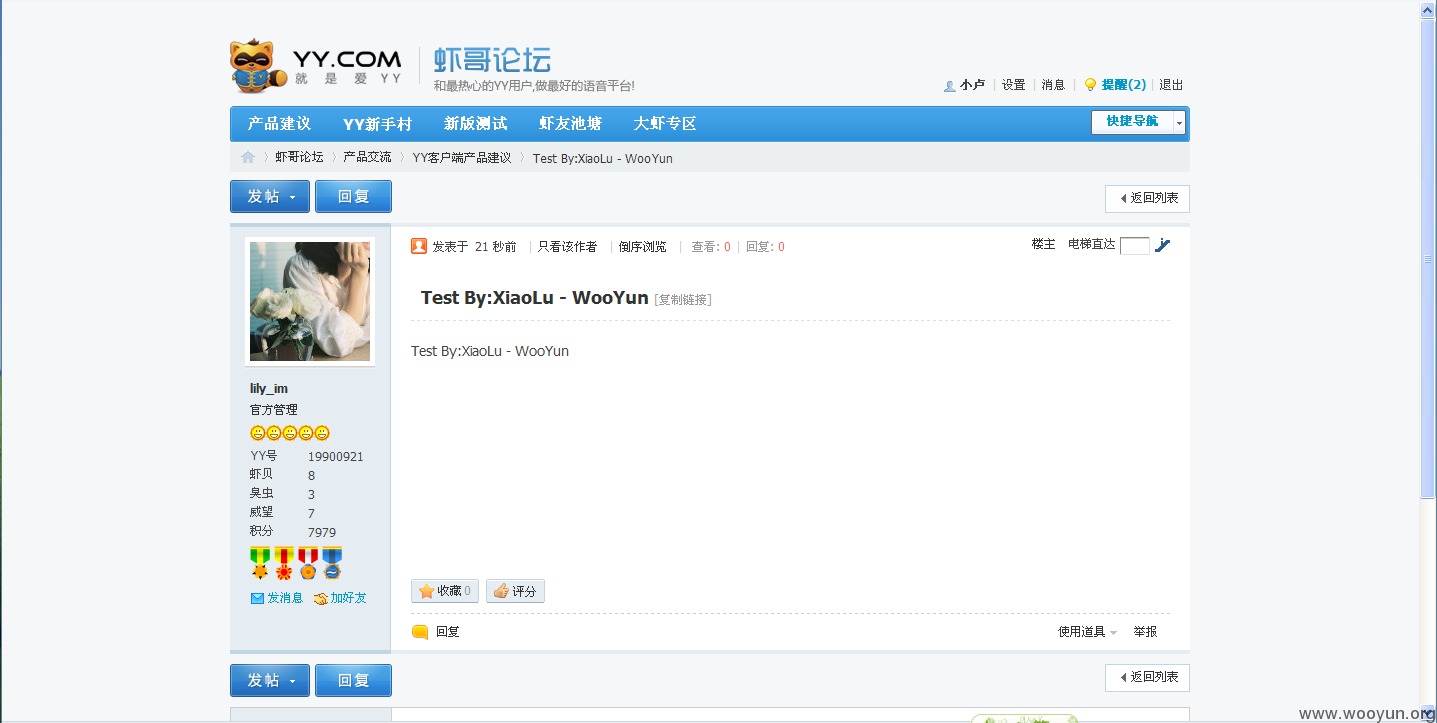 YY.COM
就是爱YY
虾哥论坛
和最热心的YY用户,做最好的语音平台!
小卢 设置 消息 提醒(2) 退出
产品建议 YY新手村 新版测试 虾友池塘 大虾专区 快捷导航
虾哥论坛 产品交流 YY客户端产品建议 Test By:XiaoLu - WooYun
发帖 回复 返回列表
发表于 21 秒前 只看该作者 倒序浏览 查看: 0 回复: 0 楼主 电梯直达
Test By:XiaoLu - WooYun [复制链接]
Test By:XiaoLu - WooYun
lily_im
官方管理
YY号 19900921
虾贝 8
臭虫 3
威望 7
积分 7979
发消息 加好友
收藏 0 评分
回复 使用道具 举报
发帖 回复 返回列表
www.wooyun.org